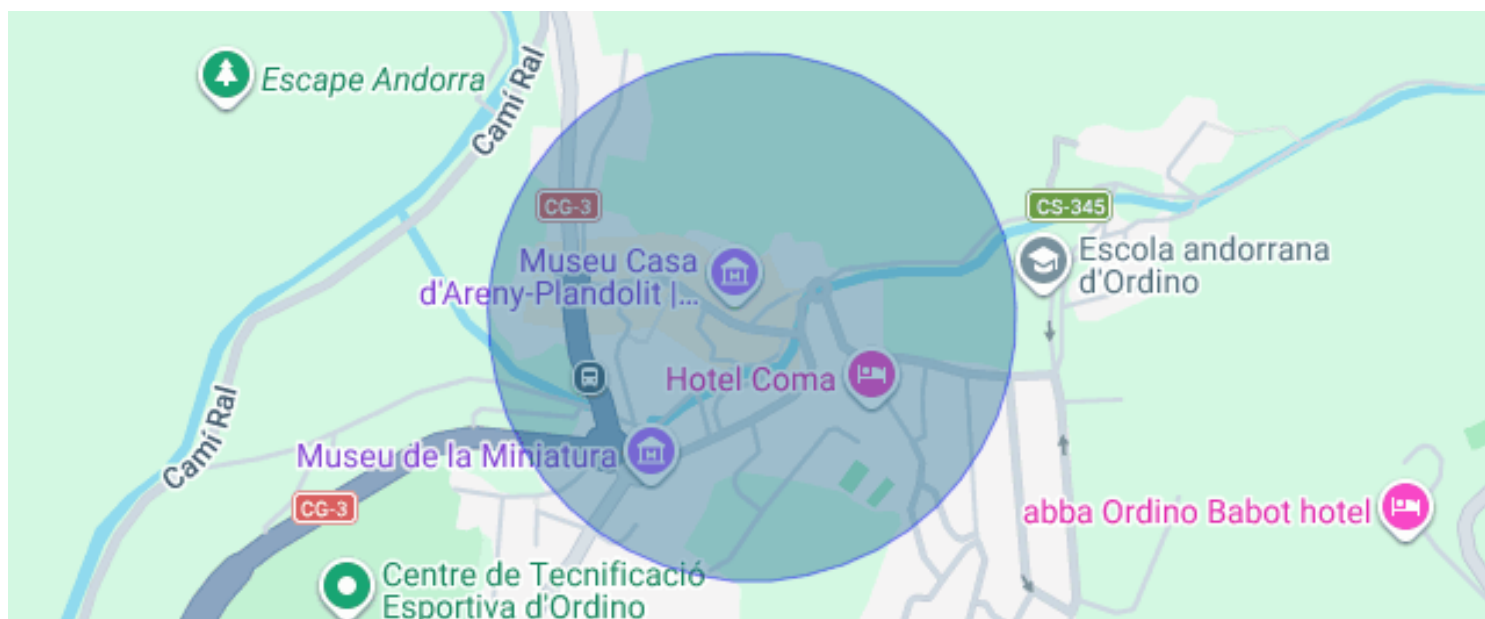 Escape Andorra
Camí Ral
CG-3
CS-345
Museu Casa
d'Areny-Plandolit |...
Escola andorrana
d'Ordino
Hotel Coma
Camí Ral
Museu de la Miniatura
CG-3
abba Ordino Babot hotel
Centre de Tecnificació
Esportiva d'Ordino